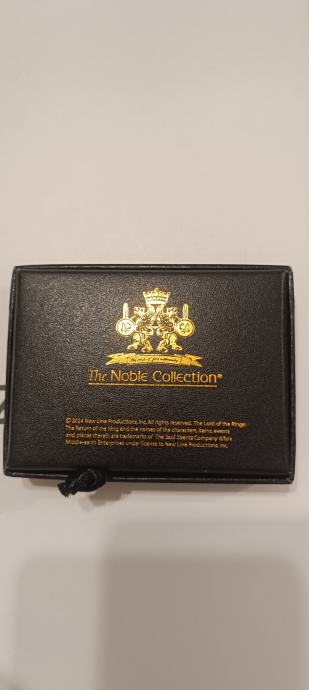 The Noble Collection®
© 2024 New Line Productions, Inc. All rights reserved. The Lord of the Rings:
The Return of the King and the names of the characters, items, events
and places therein are trademarks of The Saul Zaentz Company d/b/a
Middle-earth Enterprises under license to New Line Productions, Inc.